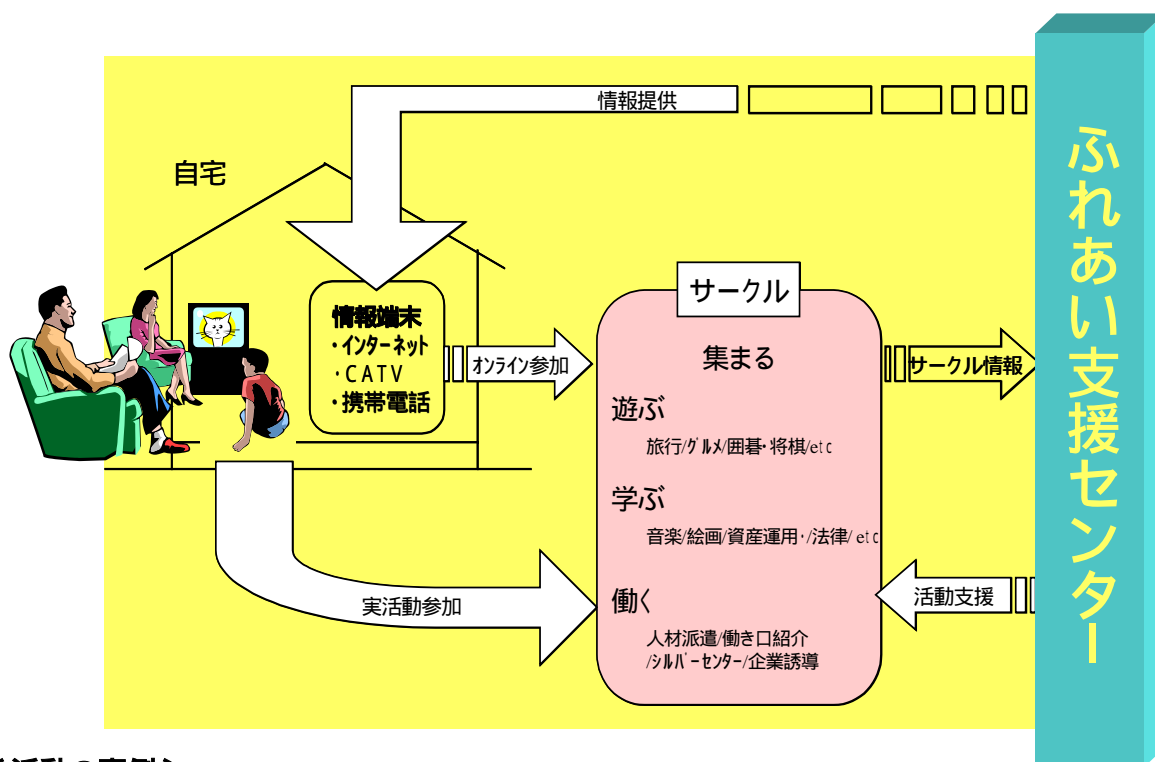 情報提供
自宅
情報端末
・インターネット
・CATV
・携帯電話
オンライン参加
実活動参加
サークル
集まる
遊ぶ
旅行/グルメ/囲碁・将棋/etc
学ぶ
音楽/絵画/資産運用・/法律/etc
働く
人材派遣/働き口紹介
/シルバーセンター/企業誘導
サークル情報
活動支援
ふれあい支援センター